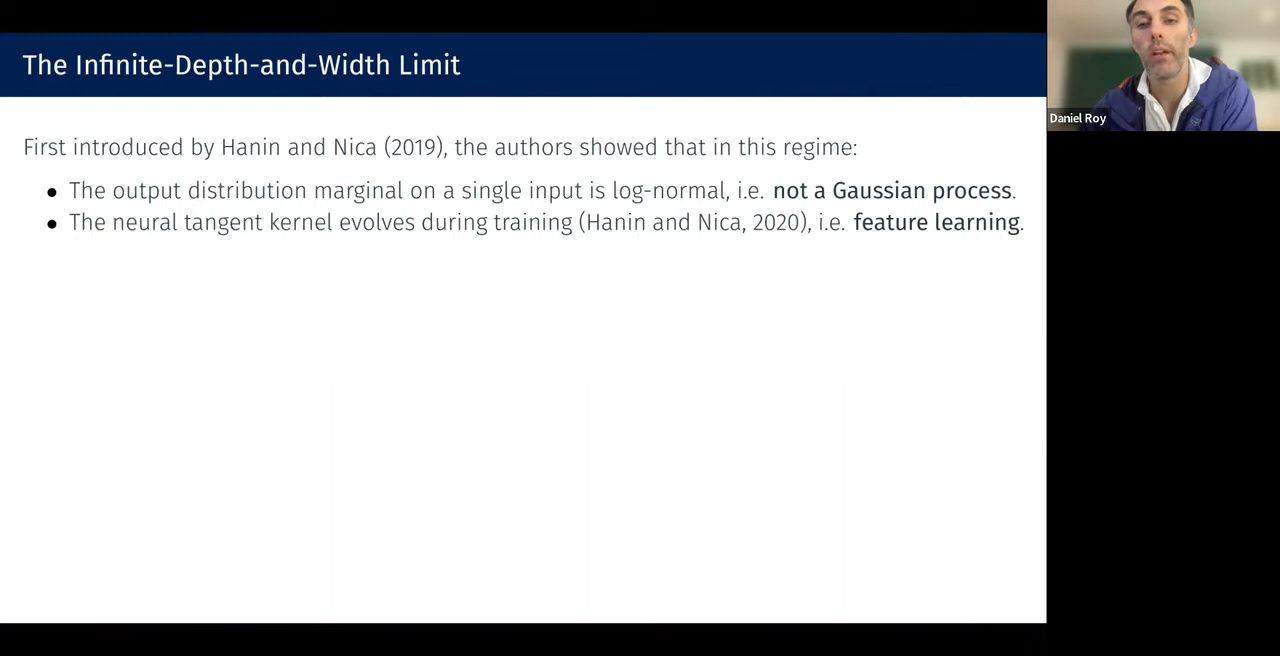 The Infinite-Depth-and-Width Limit
Daniel Roy
First introduced by Hanin and Nica (2019), the authors showed that in this regime:
● The output distribution marginal on a single input is log-normal, i.e. not a Gaussian process.
● The neural tangent kernel evolves during training (Hanin and Nica, 2020), i.e. feature learning.